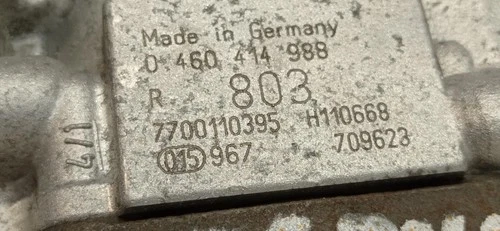 Made in Germany
0 460 414 988
R 803
7700110395 H110668
015 967 709623